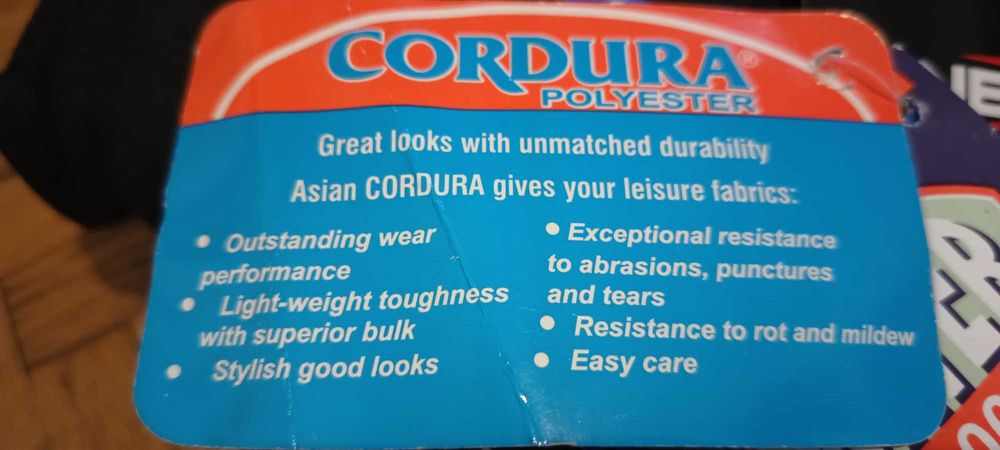 CORDURA®
POLYESTER
Great looks with unmatched durability
Asian CORDURA gives your leisure fabrics:
• Outstanding wear
performance
• Light-weight toughness
with superior bulk
• Stylish good looks
• Exceptional resistance
to abrasions, punctures
and tears
• Resistance to rot and mildew
• Easy care